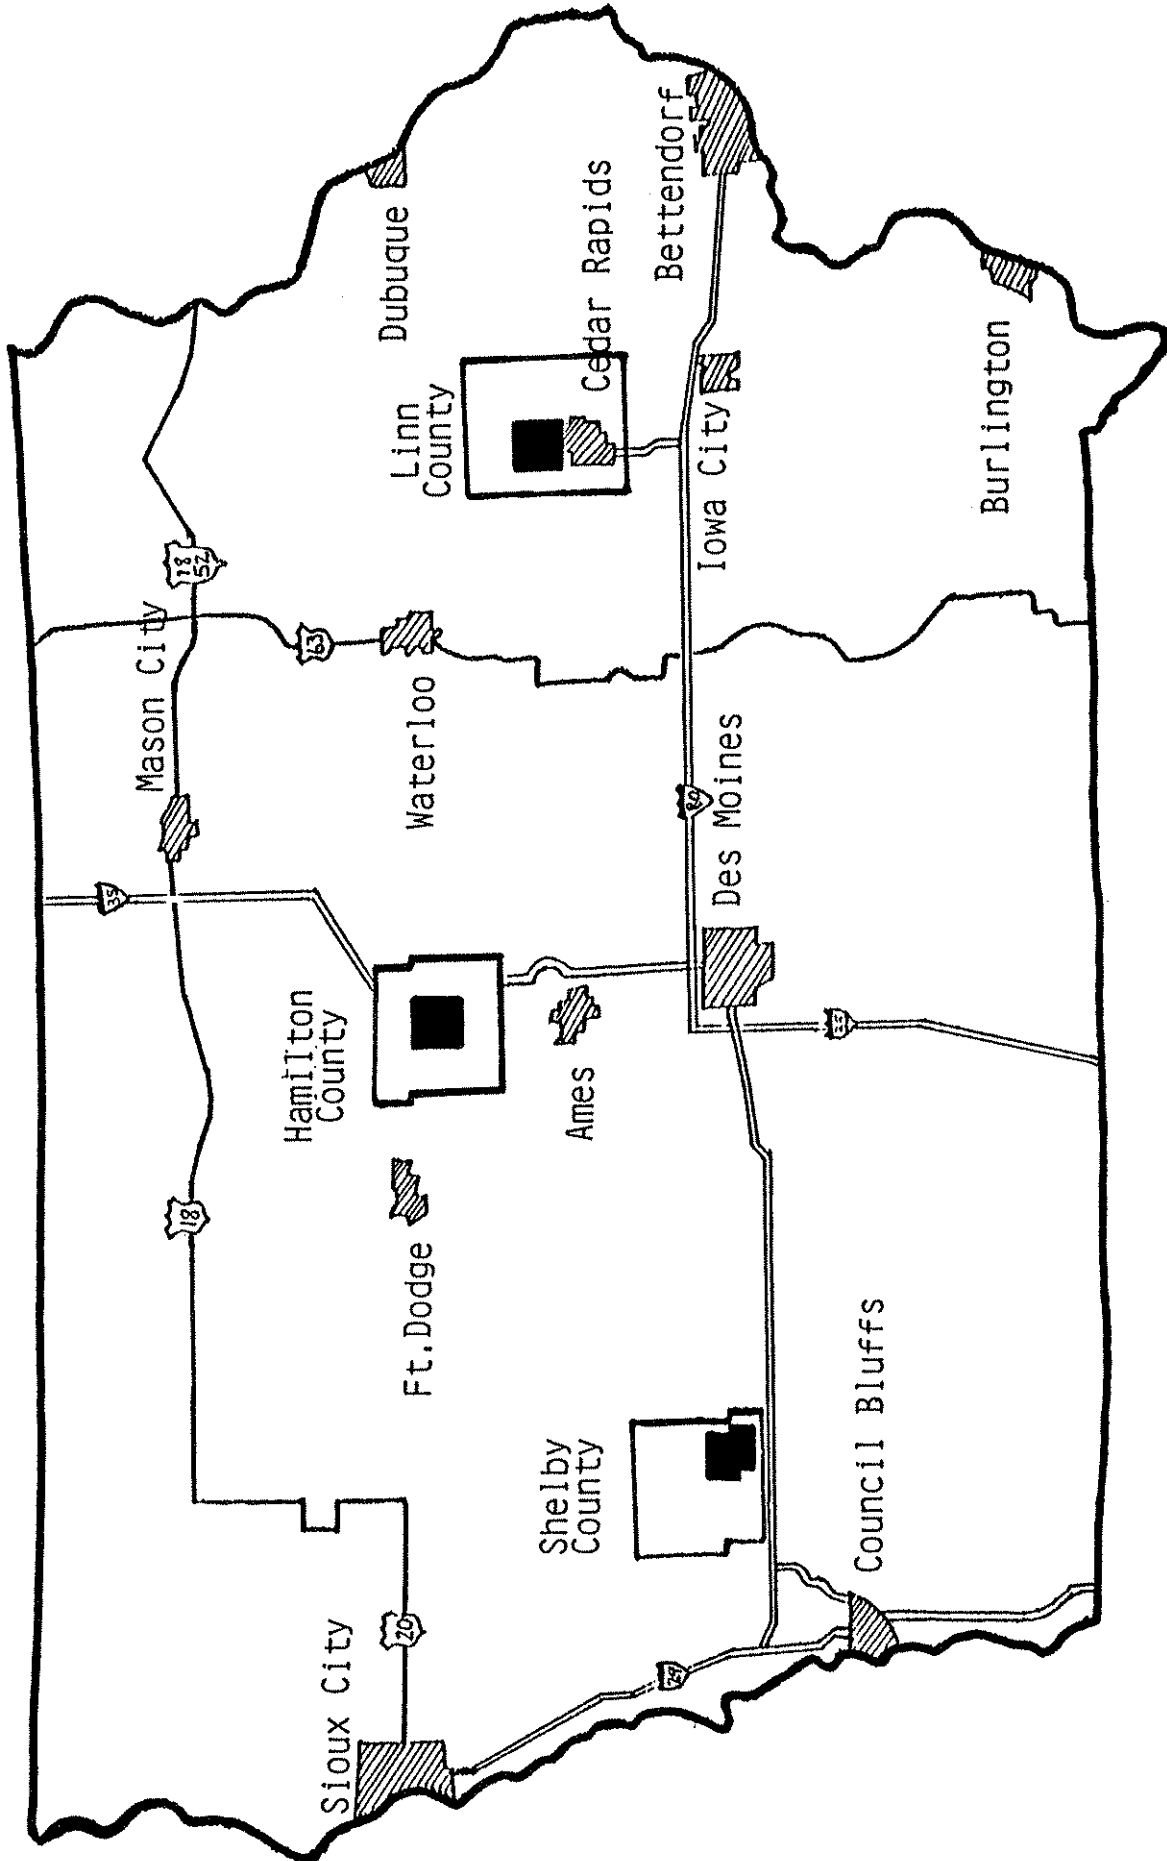 Sioux City
20
29
Council Bluffs
Shelby
County
Ft.Dodge
18
Hamilton
County
Ames
35
35
Des Moines
80
Mason City
Waterloo
63
18
52
Linn
County
Cedar Rapids
Iowa City
Dubuque
Bettendorf
Burlington